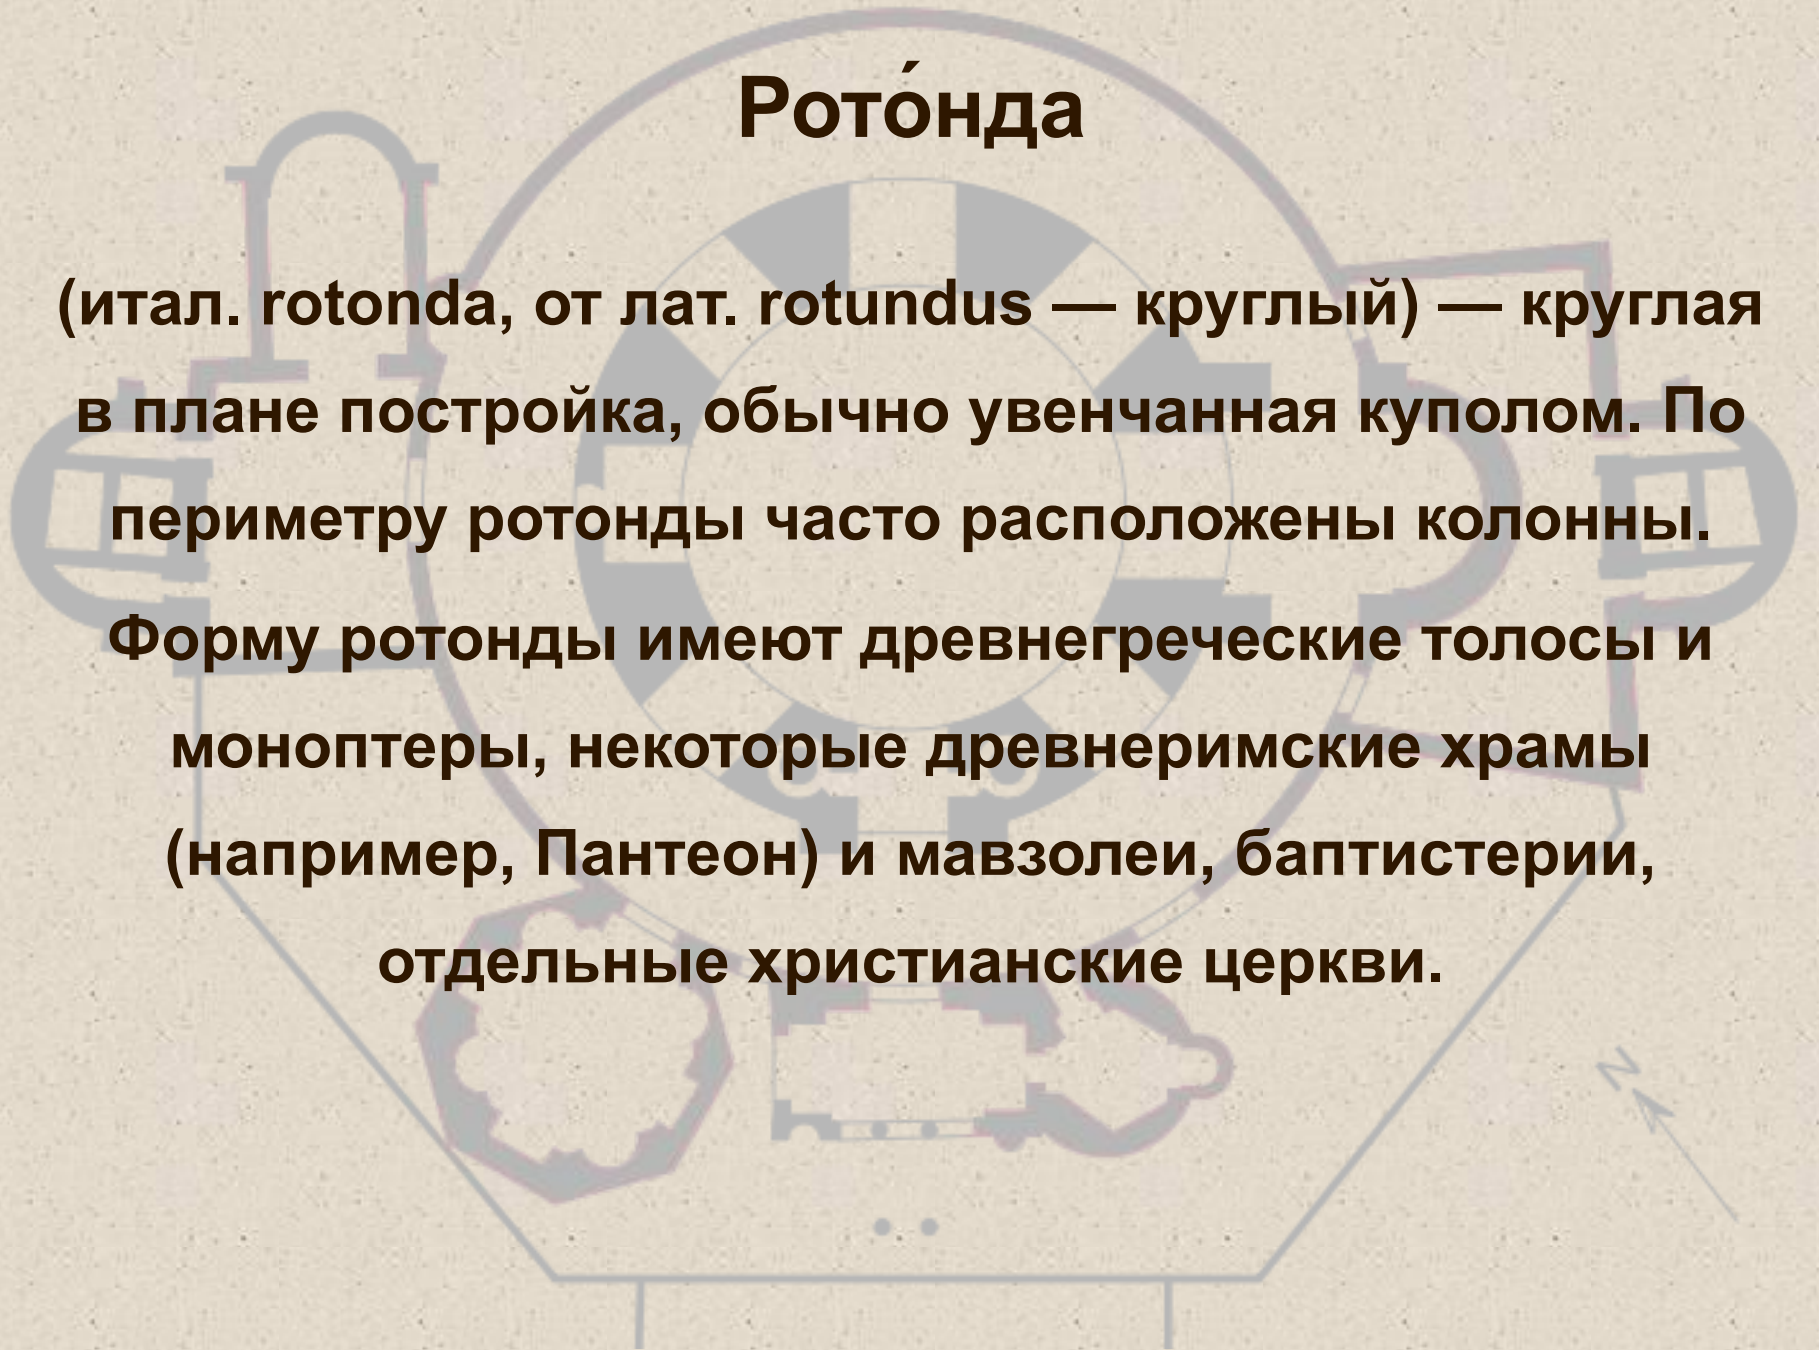 Рото́нда
(итал. rotonda, от лат. rotundus — круглый) — круглая
в плане постройка, обычно увенчанная куполом. По
периметру ротонды часто расположены колонны.
Форму ротонды имеют древнегреческие толосы и
моноптеры, некоторые древнеримские храмы
(например, Пантеон) и мавзолеи, баптистерии,
отдельные христианские церкви.
N